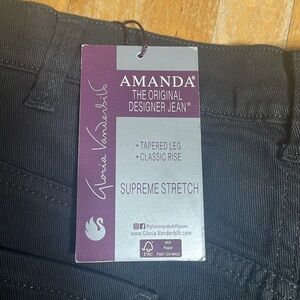 Gloria Vanderbilt
AMANDA®
THE ORIGINAL
DESIGNER JEAN®
• TAPERED LEG
• CLASSIC RISE
SUPREME STRETCH
@gloriavanderbiltjeans
www.Gloria-Vanderbilt.com
FSC
MIX
Paper